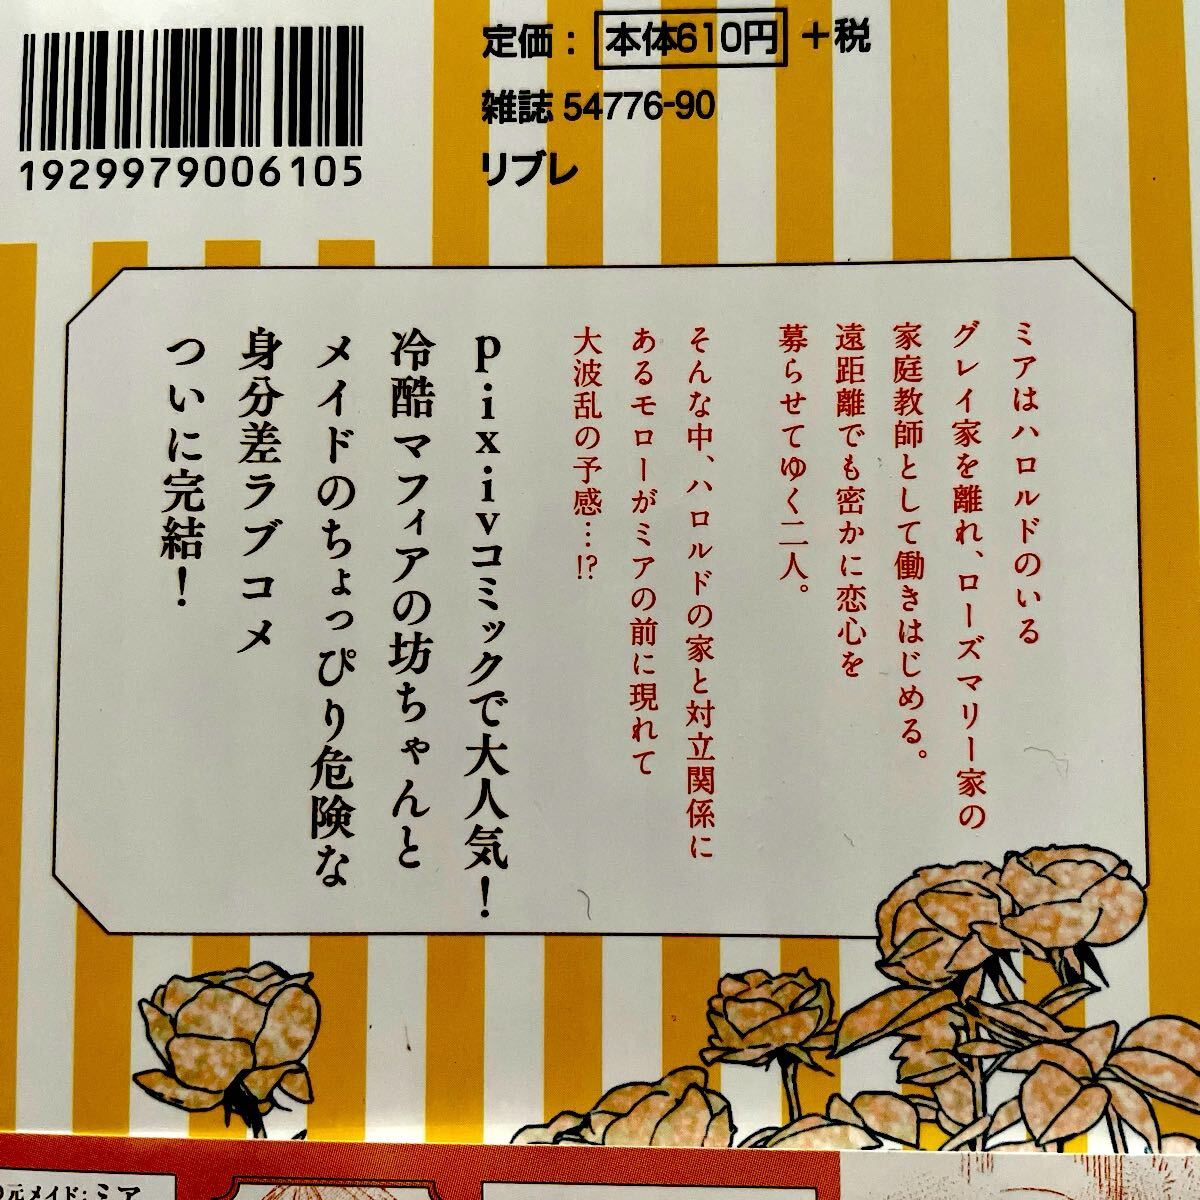 1929979006105
定価：本体610円+税
雑誌 54776-90
リブレ
ミアはハロルドのいる
グレイ家を離れ、ローズマリー家の
家庭教師として働きはじめる。
遠距離でも密かに恋心を
募らせてゆく二人。
そんな中、ハロルドの家と対立関係に
あるモローがミアの前に現れて
大波乱の予感…!?
pixivコミックで大人気！
冷酷マフィアの坊ちゃんと
メイドのちょっぴり危険な
身分差ラブコメ
ついに完結！
元メイド：ミア